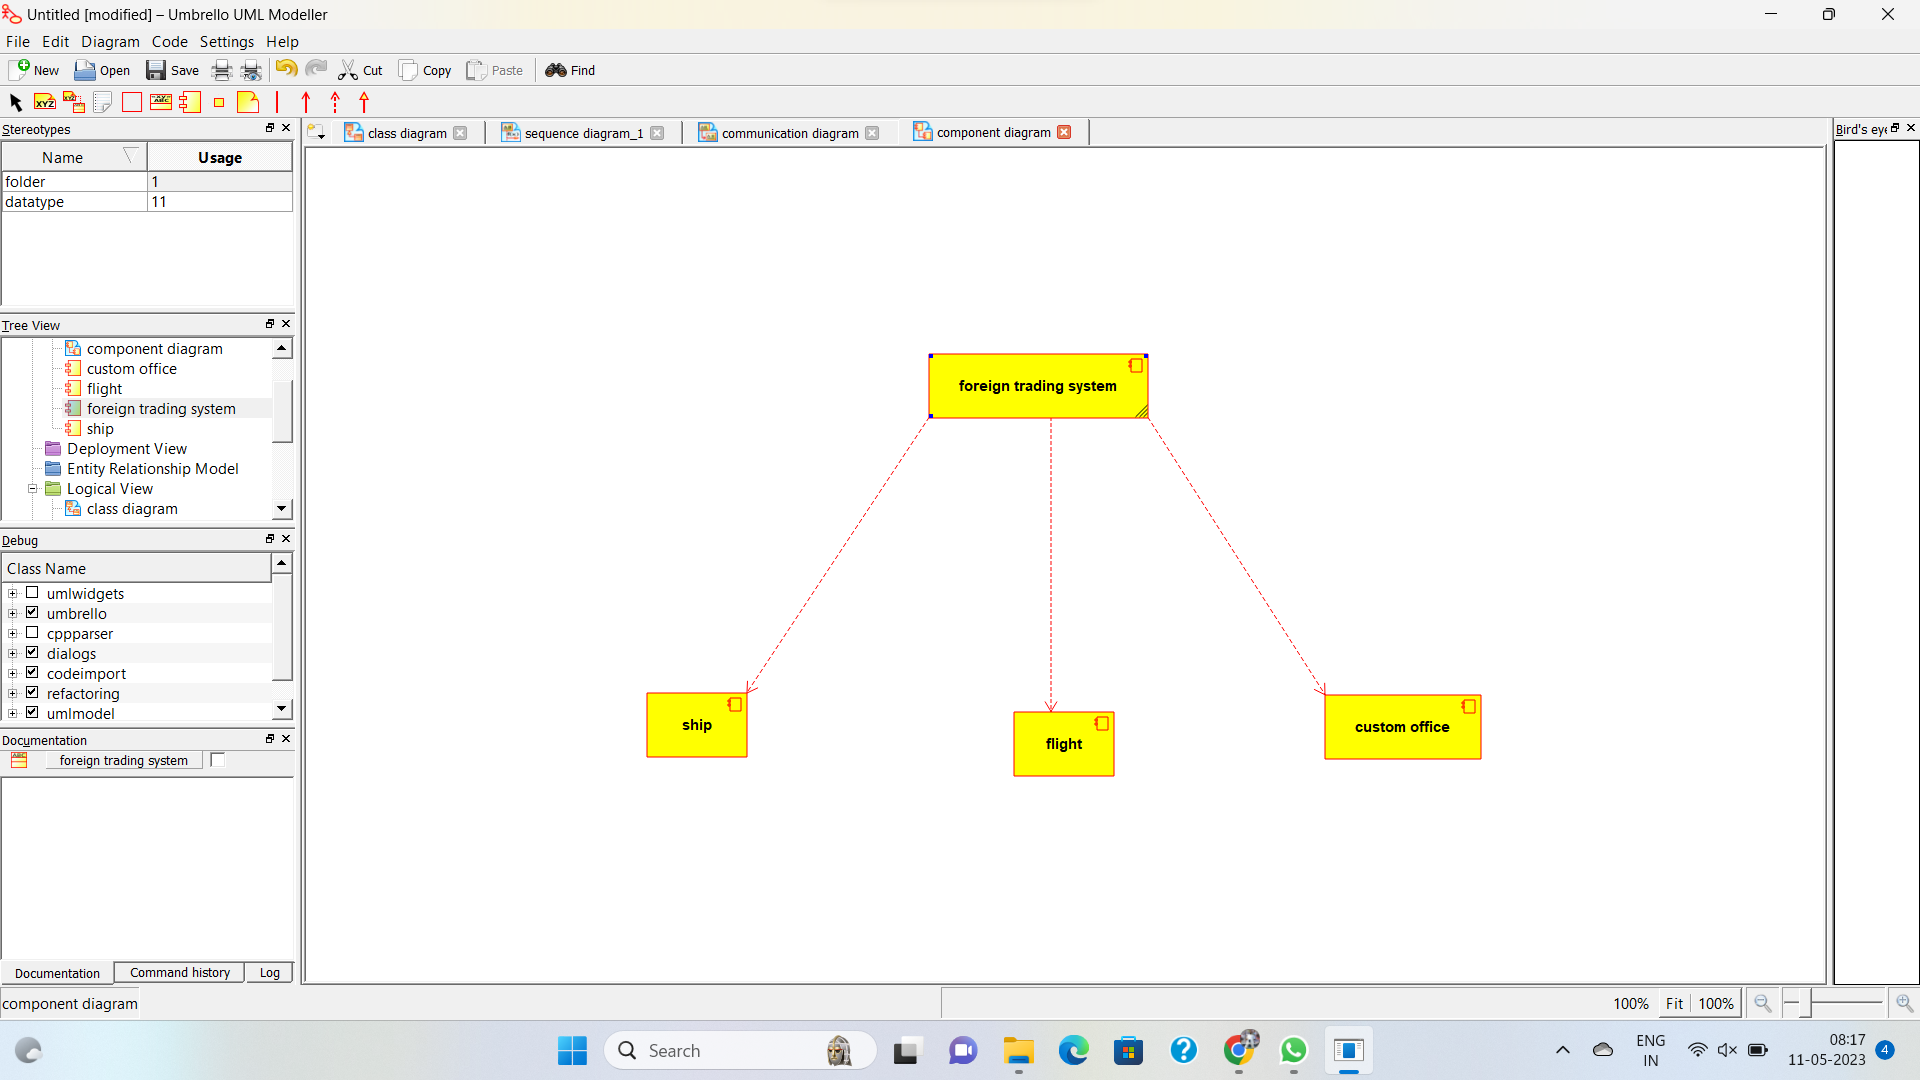 Untitled [modified] – Umbrello UML Modeller
File Edit Diagram Code Settings Help
New Open Save Cut Copy Paste Find
XYZ
Stereotypes
class diagram sequence diagram_1 communication diagram component diagram
Bird's eye
Name Usage
folder 1
datatype 11
Tree View
component diagram
custom office
flight
foreign trading system
ship
Deployment View
Entity Relationship Model
Logical View
class diagram
Debug
Class Name
umlwidgets
umbrello
cppparser
dialogs
codeimport
refactoring
umlmodel
Documentation
foreign trading system
Documentation Command history Log
foreign trading system
ship
flight
custom office
component diagram
100% Fit 100%
Search
ENG
IN
08:17
11-05-2023
4